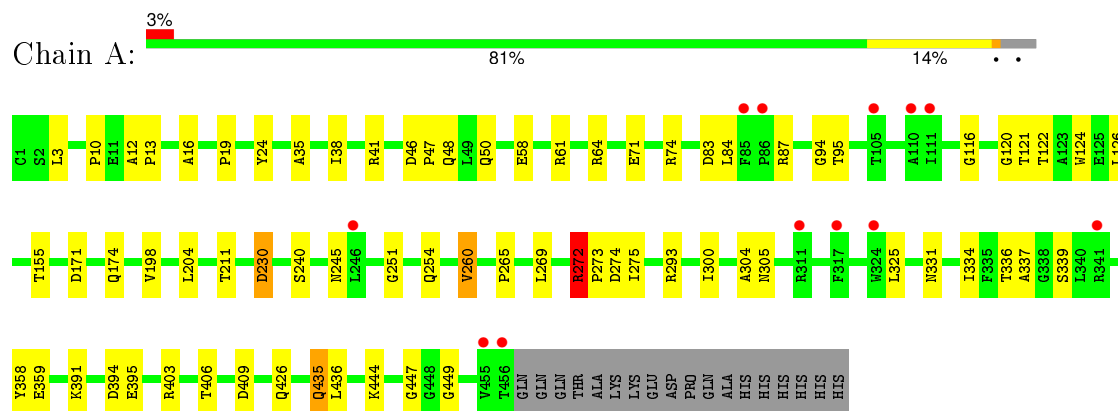 3%
Chain A:
81% 14% • •
C1 S2 L3 P10 E11 A12 P13 A16 P19 Y24 A35 I38 R41 D46 P47 Q48 L49 Q50 E58 R61 R64 E71 R74 D83 L84 F85 P86 R87 G94 T95 T105 A110 I111 G116 G120 T121 T122 A123 W124 E125 L126
T155 D171 Q174 V198 L204 T211 D230 S240 N245 L246 G251 Q254 V260 P265 L269 R272 P273 D274 I275 R293 I300 A304 N305 R311 F317 W324 L325 N331 I334 F335 T336 A337 G338 S339 L340 R341
Y358 E359 K391 D394 E395 R403 T406 D409 Q426 Q435 L436 K444 G447 G448 G449 V455 T456 GLN GLN GLN THR ALA LYS LYS GLU ASP PRO GLN ALA HIS HIS HIS HIS HIS HIS